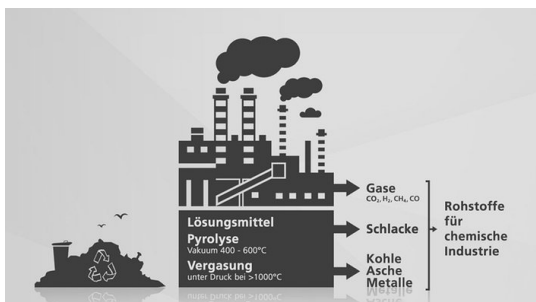 Lösungsmittel
Pyrolyse
Vakuum 400 - 600°C
Vergasung
unter Druck bei >1000°C
Gase
CO₂, H₂, CH₄, CO
Schlacke
Kohle
Asche
Metalle
Rohstoffe
für
chemische
Industrie